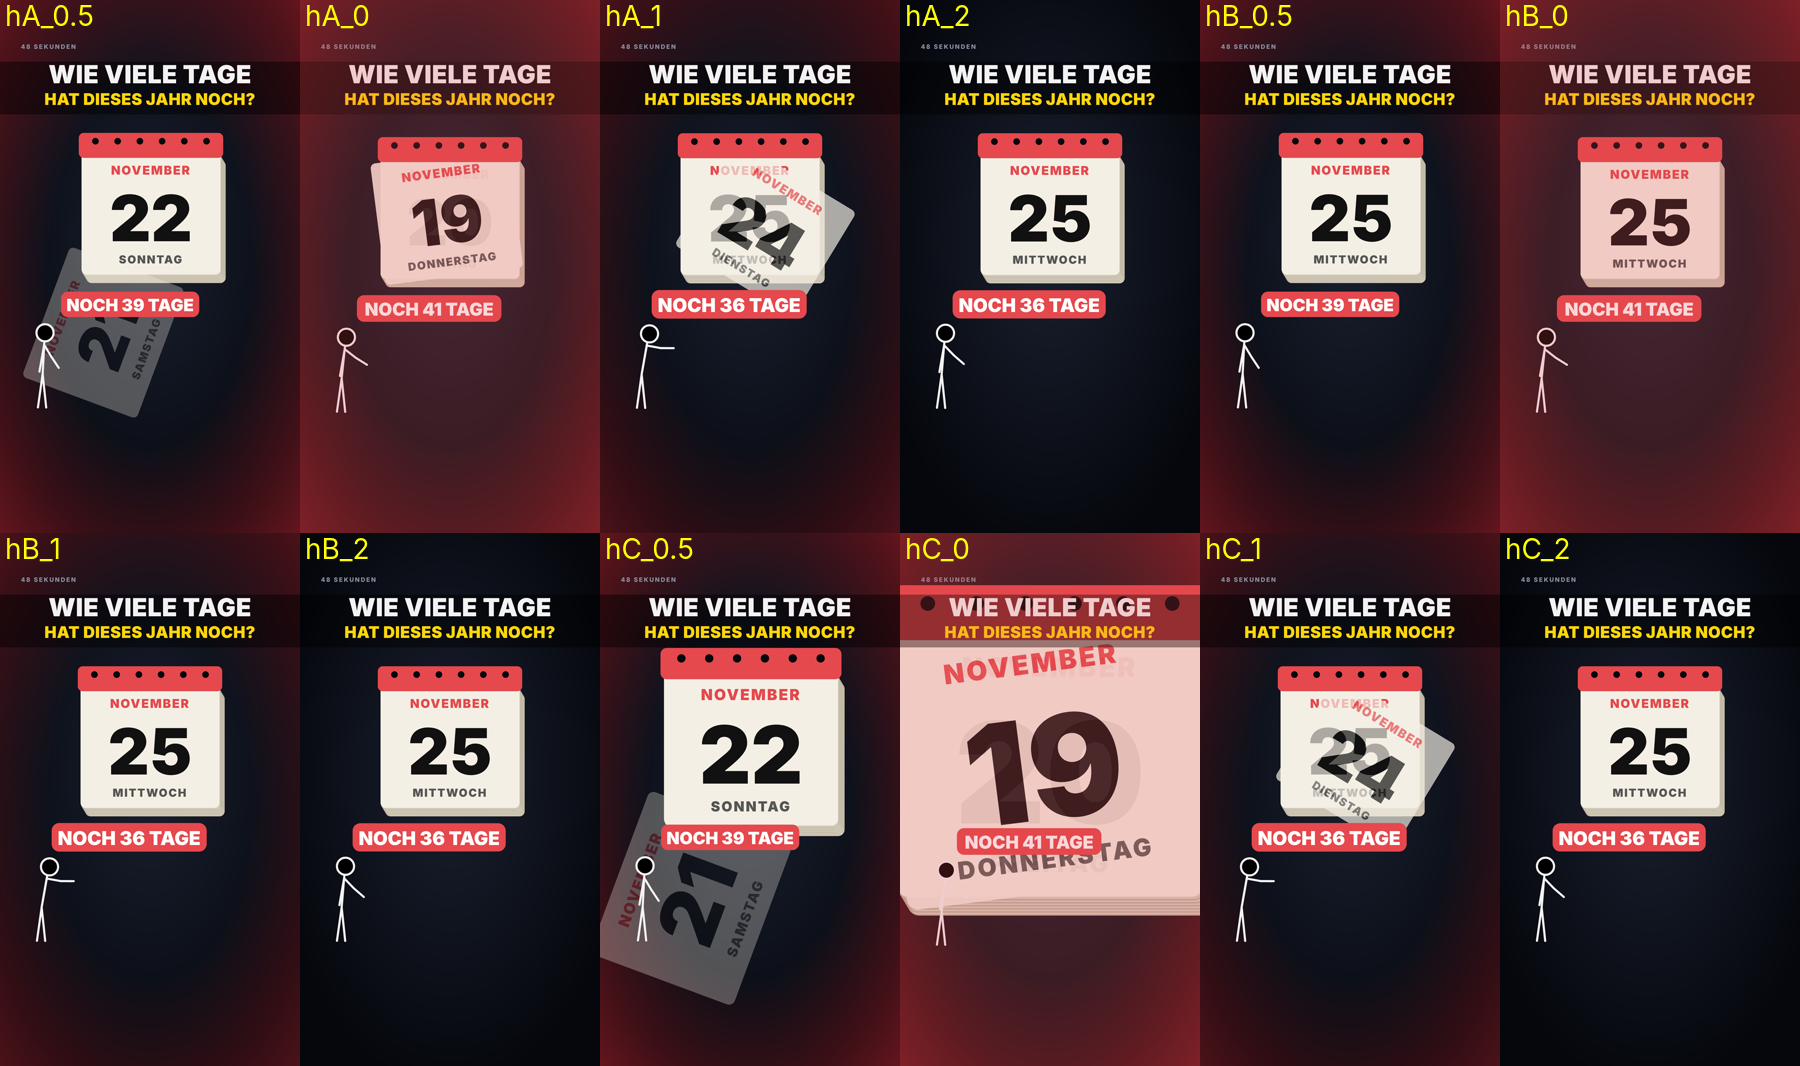 hA_0.5
48 SEKUNDEN
WIE VIELE TAGE
HAT DIESES JAHR NOCH?
NOVEMBER
22
SONNTAG
NOCH 39 TAGE
21
SAMSTAG
hA_0
48 SEKUNDEN
WIE VIELE TAGE
HAT DIESES JAHR NOCH?
NOVEMBER
19
DONNERSTAG
NOCH 41 TAGE
hA_1
48 SEKUNDEN
WIE VIELE TAGE
HAT DIESES JAHR NOCH?
NOVEMBER
NOVEMBER
25
24
MITTWOCH
DIENSTAG
NOCH 36 TAGE
hA_2
48 SEKUNDEN
WIE VIELE TAGE
HAT DIESES JAHR NOCH?
NOVEMBER
25
MITTWOCH
NOCH 36 TAGE
hB_0.5
48 SEKUNDEN
WIE VIELE TAGE
HAT DIESES JAHR NOCH?
NOVEMBER
25
MITTWOCH
NOCH 39 TAGE
hB_0
48 SEKUNDEN
WIE VIELE TAGE
HAT DIESES JAHR NOCH?
NOVEMBER
25
MITTWOCH
NOCH 41 TAGE
hB_1
48 SEKUNDEN
WIE VIELE TAGE
HAT DIESES JAHR NOCH?
NOVEMBER
25
MITTWOCH
NOCH 36 TAGE
hB_2
48 SEKUNDEN
WIE VIELE TAGE
HAT DIESES JAHR NOCH?
NOVEMBER
25
MITTWOCH
NOCH 36 TAGE
hC_0.5
48 SEKUNDEN
WIE VIELE TAGE
HAT DIESES JAHR NOCH?
NOVEMBER
22
SONNTAG
NOCH 39 TAGE
21
SAMSTAG
hC_0
48 SEKUNDEN
WIE VIELE TAGE
HAT DIESES JAHR NOCH?
NOVEMBER
19
20
NOCH 41 TAGE
DONNERSTAG
hC_1
48 SEKUNDEN
WIE VIELE TAGE
HAT DIESES JAHR NOCH?
NOVEMBER
NOVEMBER
25
24
MITTWOCH
DIENSTAG
NOCH 36 TAGE
hC_2
48 SEKUNDEN
WIE VIELE TAGE
HAT DIESES JAHR NOCH?
NOVEMBER
25
MITTWOCH
NOCH 36 TAGE